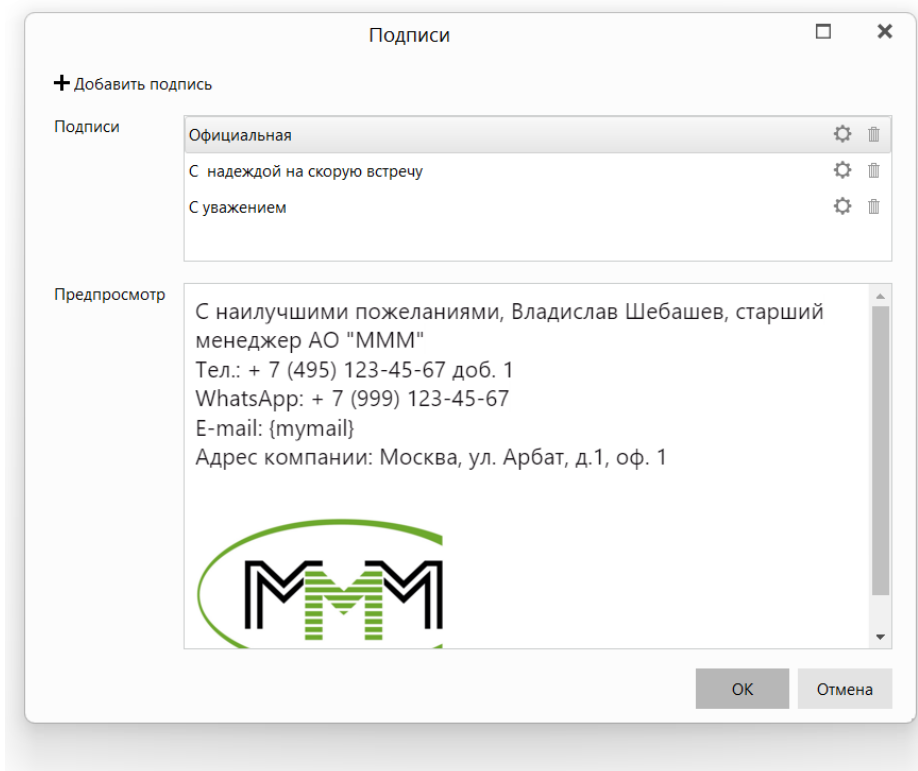 Подписи
Добавить подпись
Подписи
Официальная
С надеждой на скорую встречу
С уважением
Предпросмотр
С наилучшими пожеланиями, Владислав Шебашев, старший
менеджер АО "МММ"
Тел.: + 7 (495) 123-45-67 доб. 1
WhatsApp: + 7 (999) 123-45-67
E-mail: {mymail}
Адрес компании: Москва, ул. Арбат, д.1, оф. 1
МММ
OK
Отмена